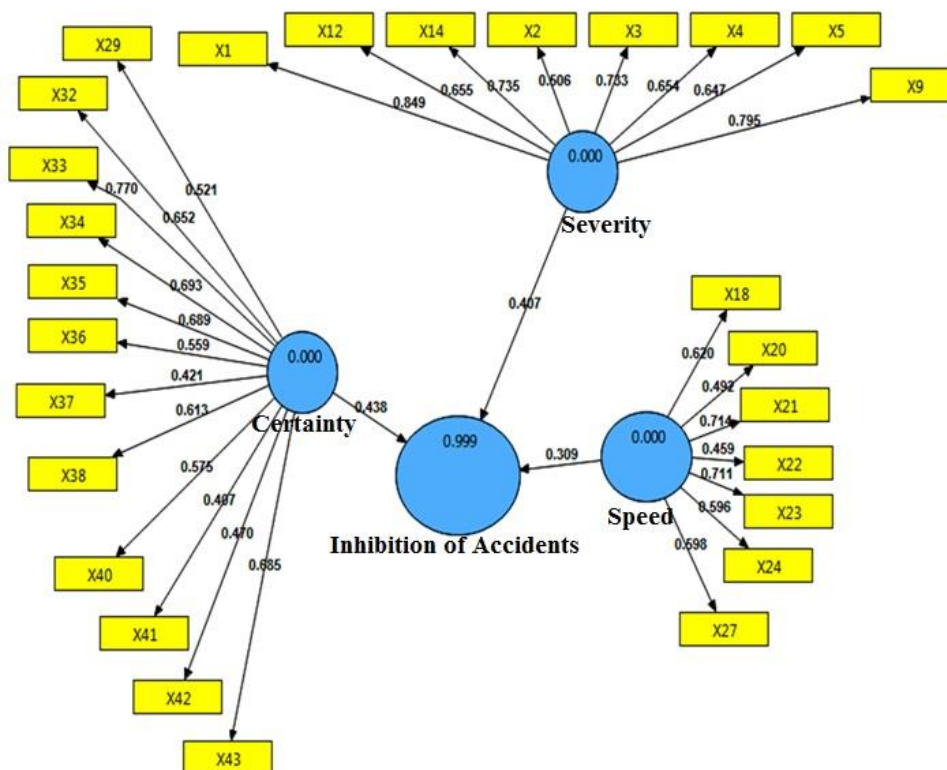 X29
X32
X33
X34
X35
X36
X37
X38
X40
X41
X42
X43
0.521
0.652
0.770
0.693
0.689
0.559
0.421
0.613
0.575
0.407
0.470
0.685
0.000
Certainty
0.438
X1
X12
X14
X2
X3
X4
X5
X9
0.849
0.655
0.735
0.606
0.733
0.654
0.647
0.795
0.000
Severity
0.407
0.999
Inhibition of Accidents
0.309
0.000
Speed
X18
X20
X21
X22
X23
X24
X27
0.620
0.492
0.714
0.459
0.711
0.596
0.598